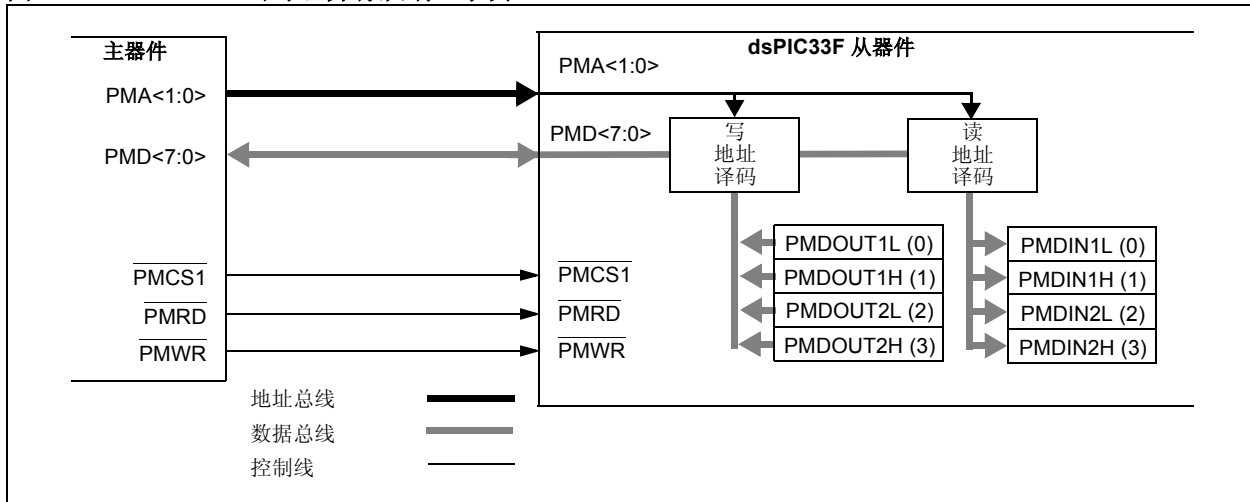 主器件
PMA<1:0>
PMD<7:0>
PMCS1
PMRD
PMWR
dsPIC33F 从器件
PMA<1:0>
PMD<7:0>
写
地址
译码
读
地址
译码
PMCS1
PMRD
PMWR
PMDOUT1L (0)
PMDOUT1H (1)
PMDOUT2L (2)
PMDOUT2H (3)
PMDIN1L (0)
PMDIN1H (1)
PMDIN2L (2)
PMDIN2H (3)
地址总线
数据总线
控制线